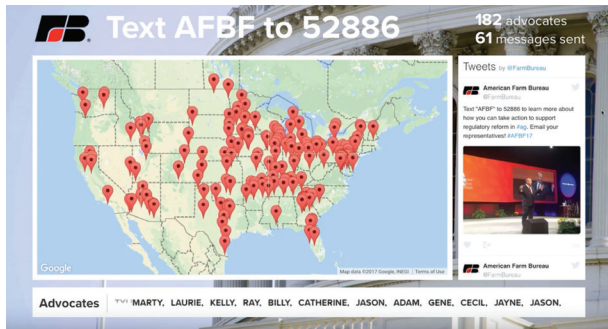 FB Text AFBF to 52886
182 advocates
61 messages sent
Tweets by @FarmBureau
American Farm Bureau
@FarmBureau
Text "AFBF" to 52886 to learn more about
how you can take action to support
regulatory reform in #ag. Email your
representatives! #AFBF17
Google
Map data ©2017 Google, INEGI Terms of Use
American Farm Bureau
@FarmBureau
Advocates MARTY, LAURIE, KELLY, RAY, BILLY, CATHERINE, JASON, ADAM, GENE, CECIL, JAYNE, JASON,